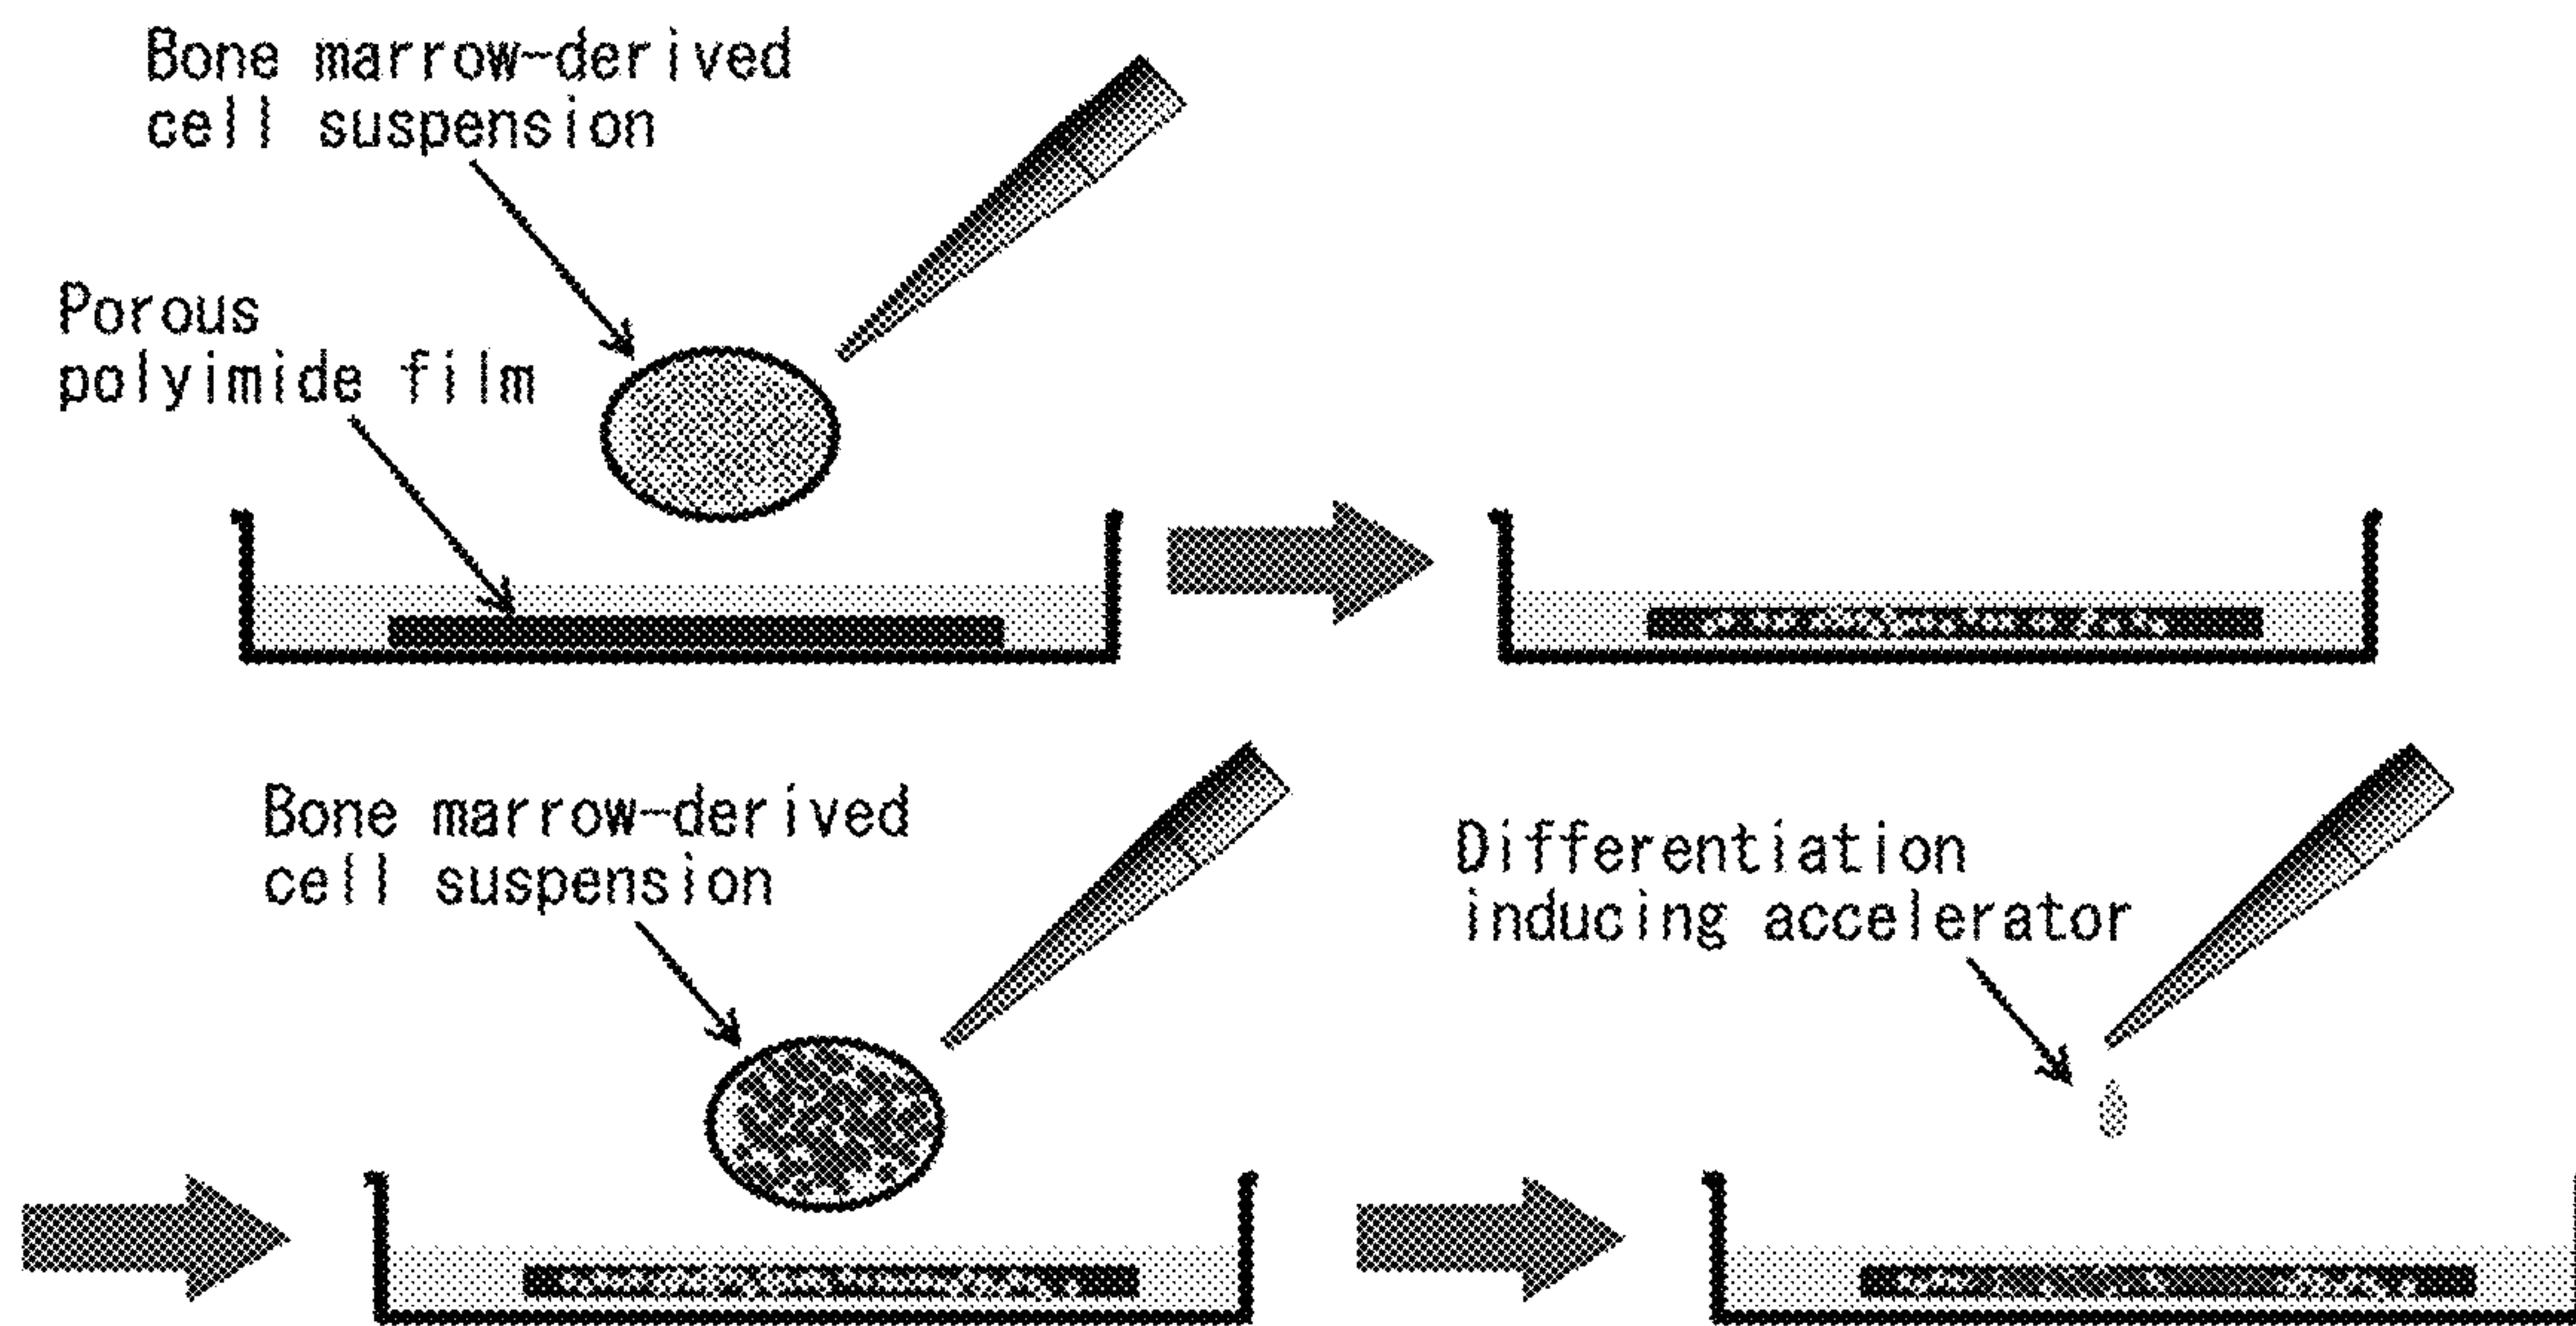 Bone marrow-derived
cell suspension
Porous
polyimide film
Bone marrow-derived
cell suspension
Differentiation
inducing accelerator